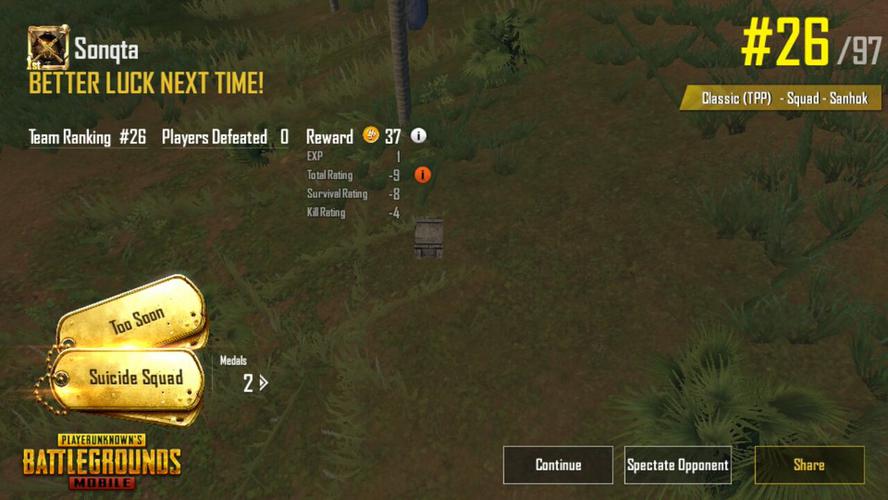 1st
Sonqta
BETTER LUCK NEXT TIME!
#26 /97
Classic (TPP) - Squad - Sanhok
Team Ranking #26 Players Defeated 0 Reward 37 i
EXP 1
Total Rating -9 i
Survival Rating -8
Kill Rating -4
Too Soon
Suicide Squad
Medals
2
PLAYERUNKNOWN'S
BATTLEGROUNDS
MOBILE
Continue
Spectate Opponent
Share